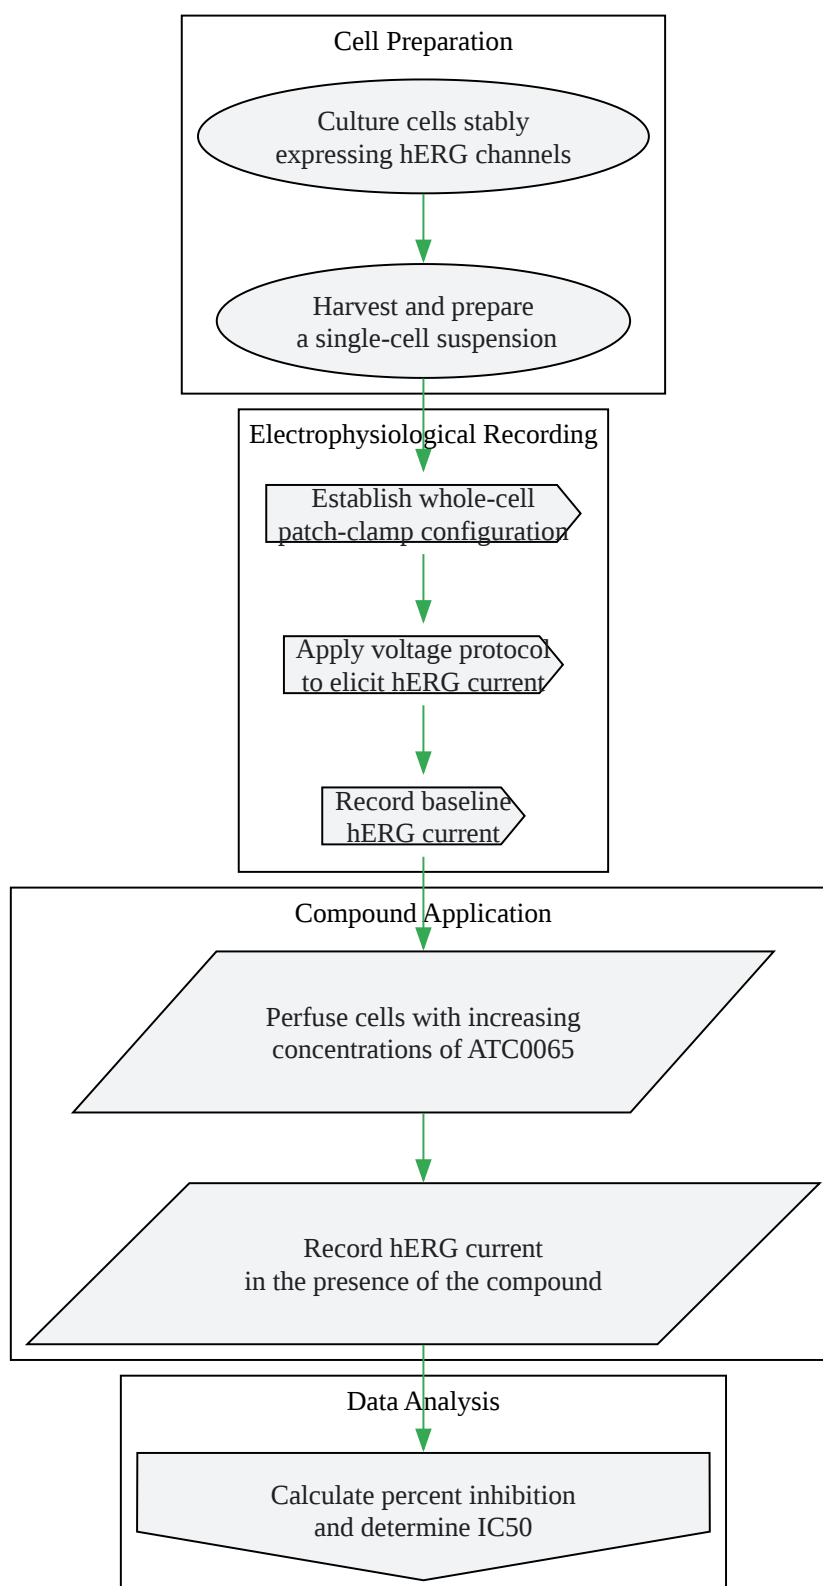 Cell Preparation
Culture cells stably
expressing hERG channels
Harvest and prepare
a single-cell suspension
Electrophysiological Recording
Establish whole-cell
patch-clamp configuration
Apply voltage protocol
to elicit hERG current
Record baseline
hERG current
Compound Application
Perfuse cells with increasing
concentrations of ATC0065
Record hERG current
in the presence of the compound
Data Analysis
Calculate percent inhibition
and determine IC50